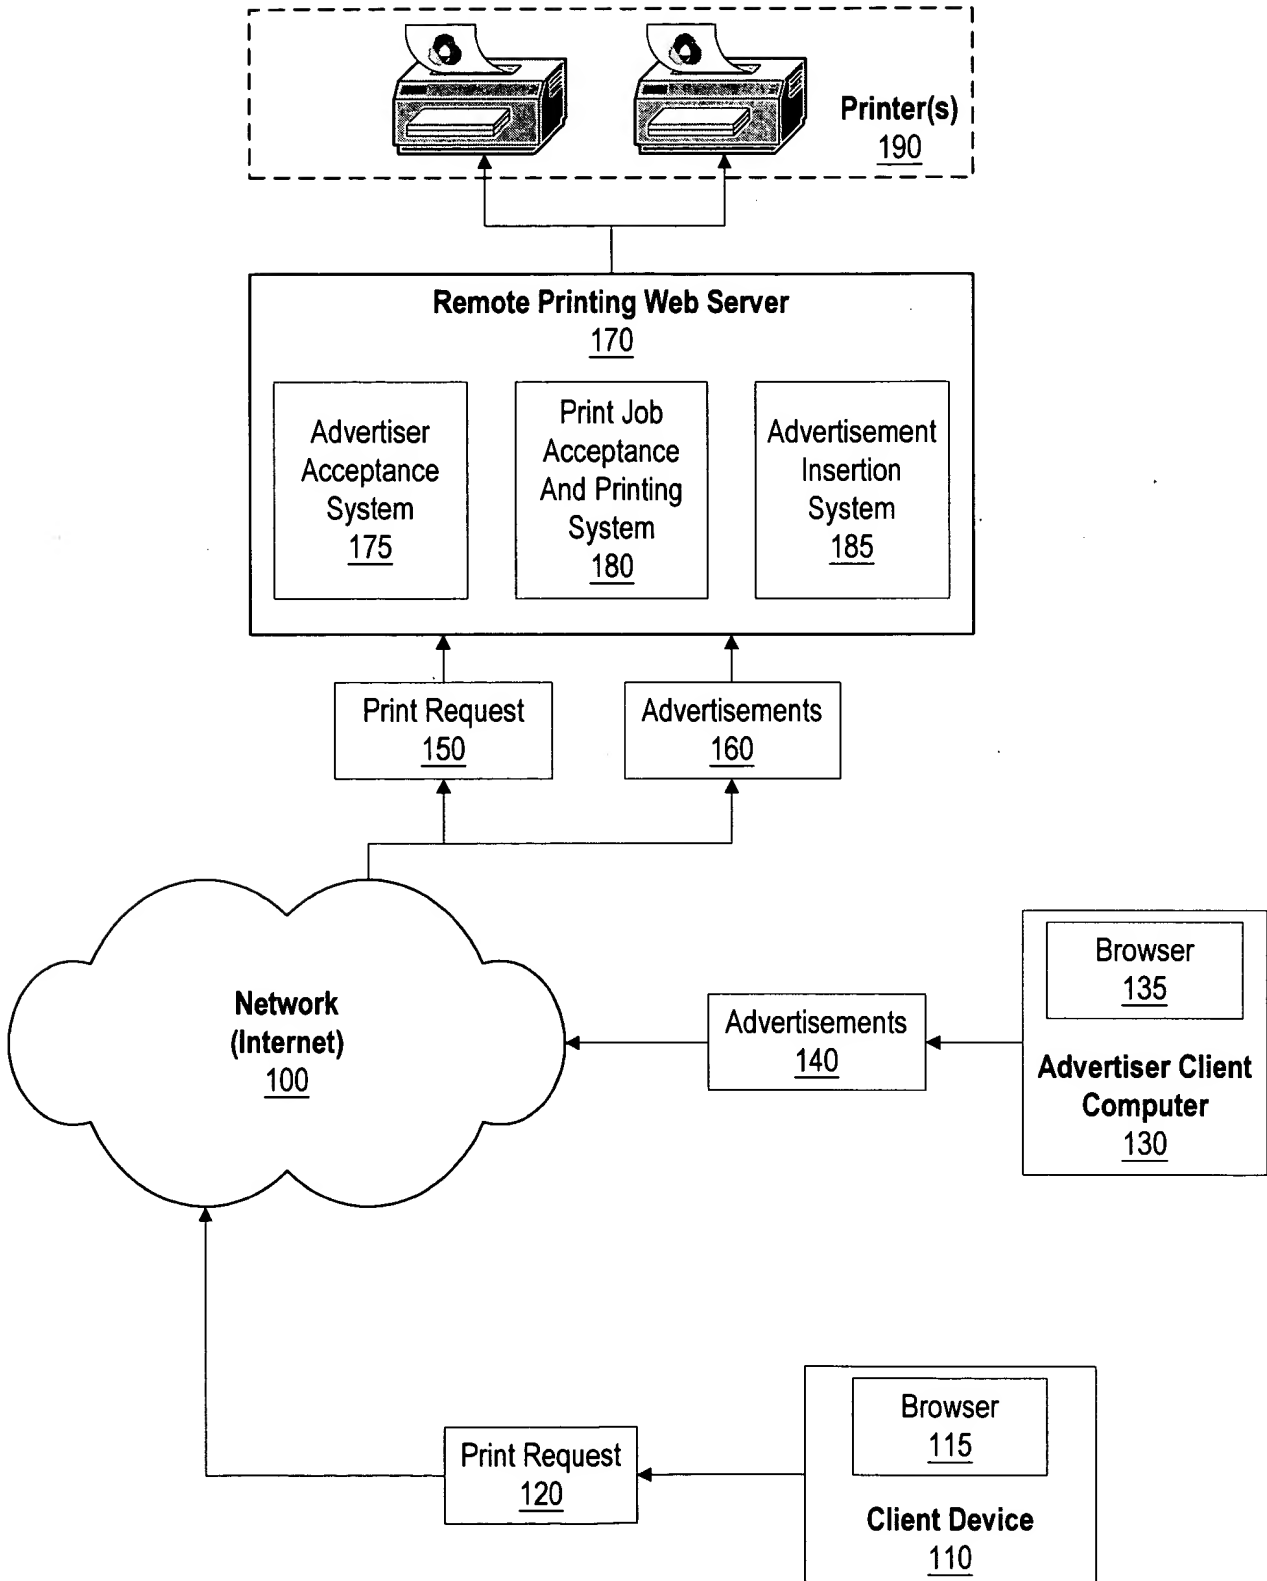 Printer(s)
190
Remote Printing Web Server
170
Advertiser
Acceptance
System
175
Print Job
Acceptance
And Printing
System
180
Advertisement
Insertion
System
185
Print Request
150
Advertisements
160
Network
(Internet)
100
Advertisements
140
Browser
135
Advertiser Client
Computer
130
Print Request
120
Browser
115
Client Device
110